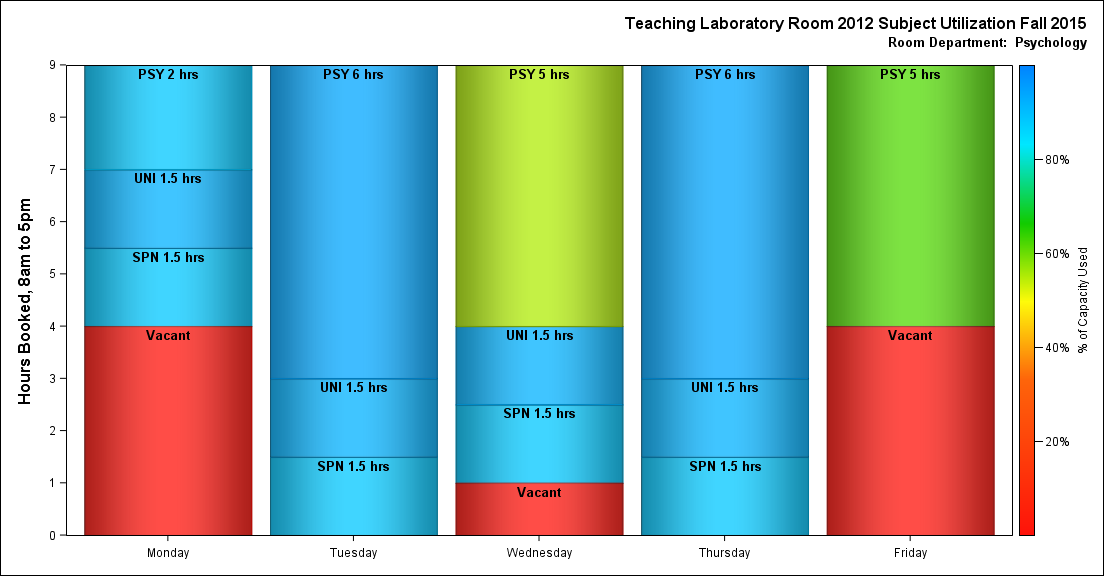 Teaching Laboratory Room 2012 Subject Utilization Fall 2015
Room Department: Psychology
Hours Booked, 8am to 5pm
9
8
7
6
5
4
3
2
1
0
PSY 2 hrs
UNI 1.5 hrs
SPN 1.5 hrs
Vacant
PSY 6 hrs
UNI 1.5 hrs
SPN 1.5 hrs
PSY 5 hrs
UNI 1.5 hrs
SPN 1.5 hrs
Vacant
PSY 6 hrs
UNI 1.5 hrs
SPN 1.5 hrs
PSY 5 hrs
Vacant
Monday
Tuesday
Wednesday
Thursday
Friday
80%
60%
40%
20%
% of Capacity Used